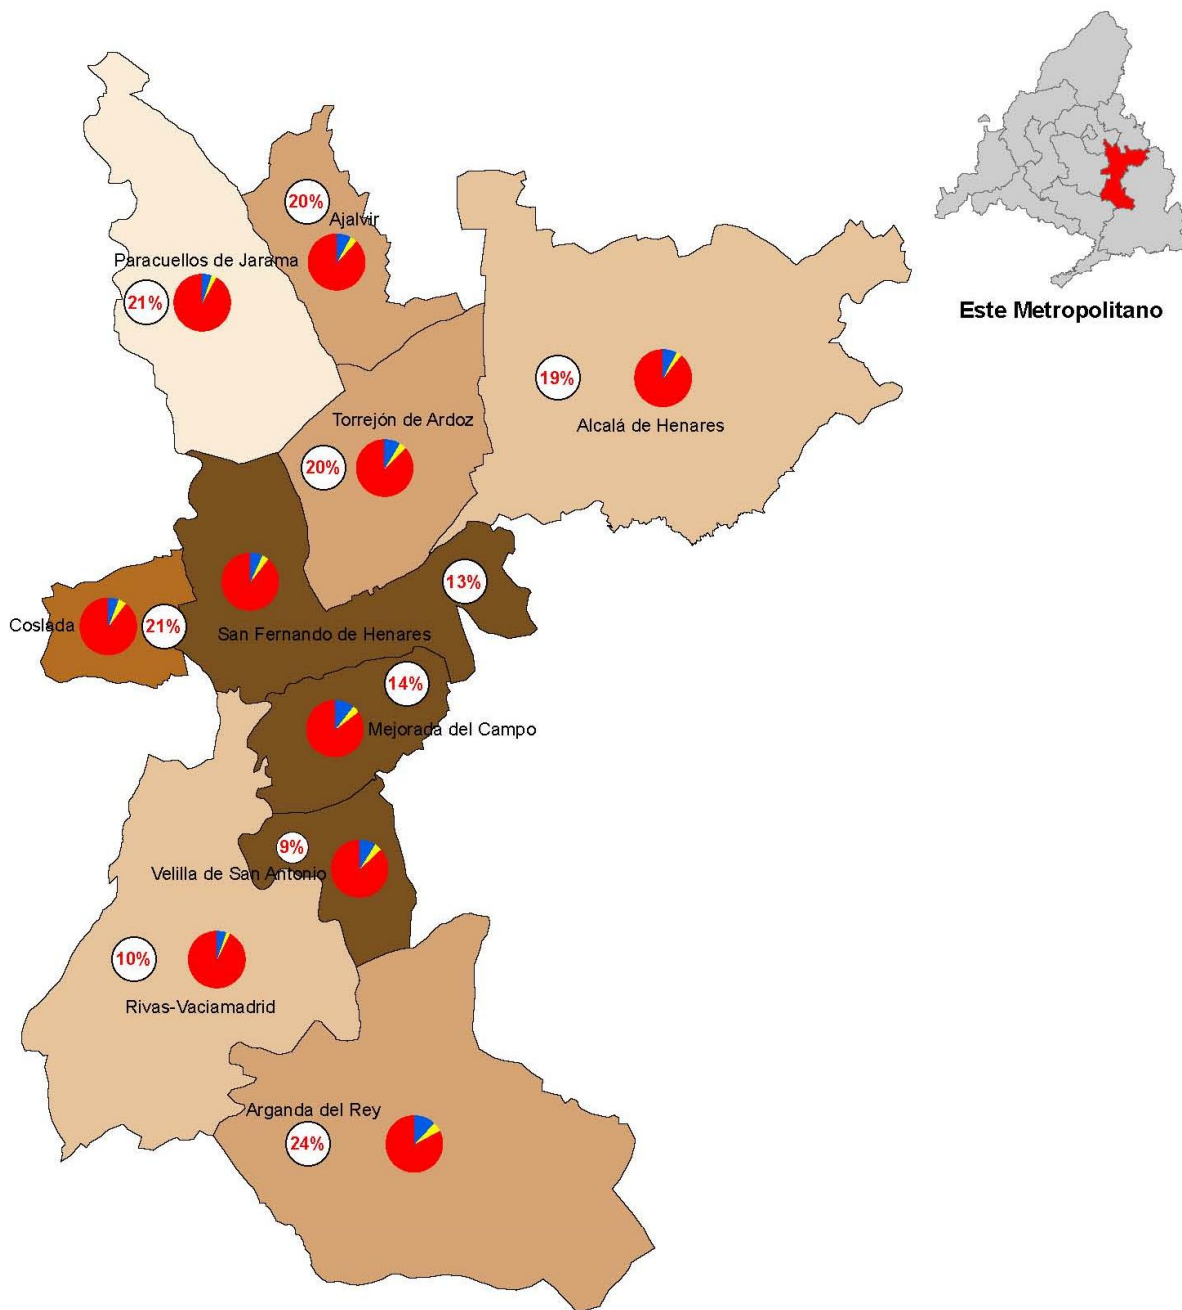 Este Metropolitano
20%
Ajalvir
Paracuellos de Jarama
21%
19%
Alcalá de Henares
Torrejón de Ardoz
20%
13%
Coslada
21%
San Fernando de Henares
14%
Mejorada del Campo
9%
Velilla de San Antonio
10%
Rivas-Vaciamadrid
Arganda del Rey
24%